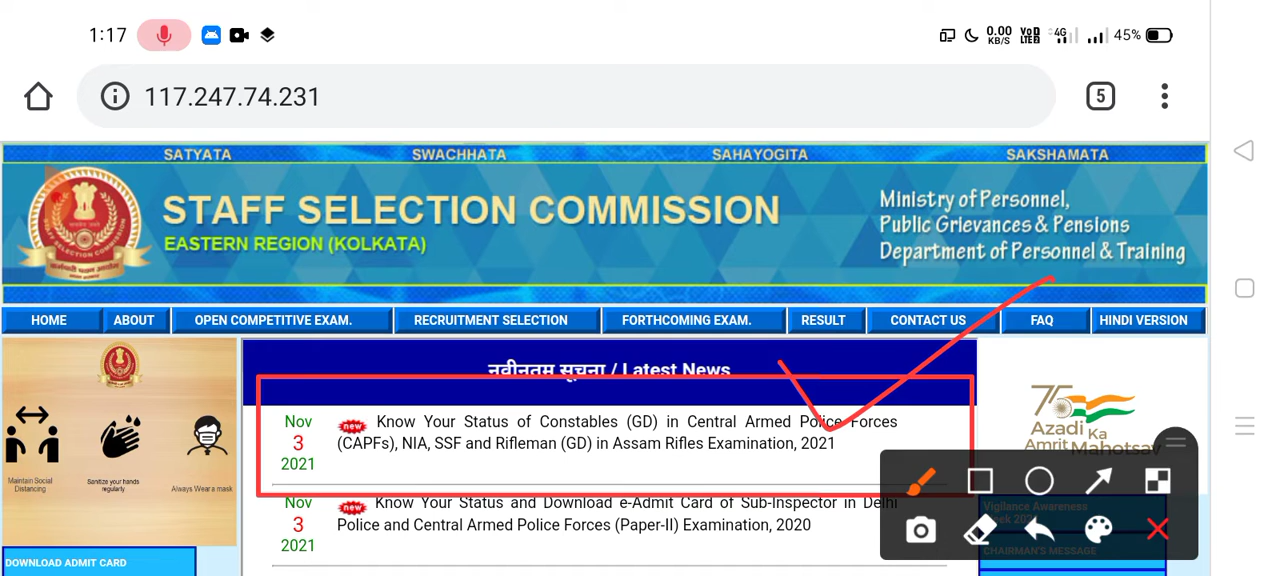 1:17
0.00
KB/S
VoD
LTE 2
4G
45%
117.247.74.231
5
SATYATA SWACHHATA SAHAYOGITA SAKSHAMATA
STAFF SELECTION COMMISSION
EASTERN REGION (KOLKATA)
Ministry of Personnel,
Public Grievances & Pensions
Department of Personnel & Training
HOME ABOUT OPEN COMPETITIVE EXAM. RECRUITMENT SELECTION FORTHCOMING EXAM. RESULT CONTACT US FAQ HINDI VERSION
Maintain Social
Distancing
Sanitize your hands
regularly
Always Wear a mask
DOWNLOAD ADMIT CARD
नवीनतम सूचना / Latest News
Nov
3
2021
new Know Your Status of Constables (GD) in Central Armed Police Forces
(CAPFs), NIA, SSF and Rifleman (GD) in Assam Rifles Examination, 2021
Nov
3
2021
new Know Your Status and Download e-Admit Card of Sub-Inspector in Delhi
Police and Central Armed Police Forces (Paper-II) Examination, 2020
75
Azadi Ka
Amrit Mahotsav
Vigilance Awareness
CHAIRMAN'S MESSAGE